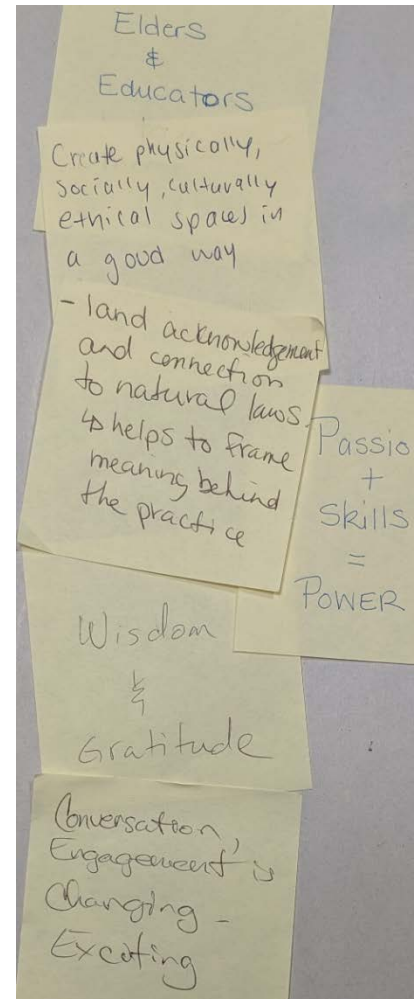 Elders
&
Educators
Create physically,
socially, culturally
ethical spaces in
a good way
- land acknowledgement
and connection
to natural laws
↳ helps to frame
meaning behind
the practice
Passio
+
Skills
=
POWER
Wisdom
&
Gratitude
Conversation,
Engagement is
Changing -
Exciting